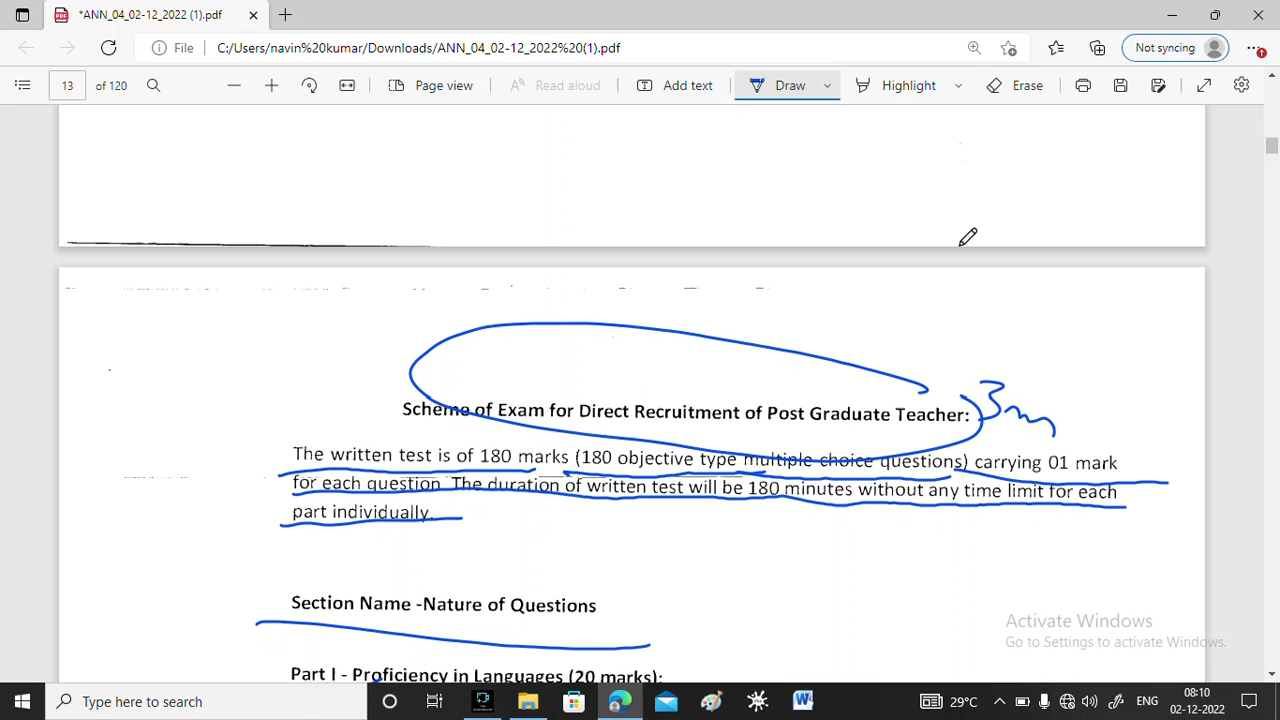 *ANN_04_02-12_2022 (1).pdf
File C:/Users/navin%20kumar/Downloads/ANN_04_02-12_2022%20(1).pdf Not syncing
13 of 120 Page view Read aloud Add text Draw Highlight Erase
Scheme of Exam for Direct Recruitment of Post Graduate Teacher:
The written test is of 180 marks (180 objective type multiple choice questions) carrying 01 mark
for each question. The duration of written test will be 180 minutes without any time limit for each
part individually.
Section Name -Nature of Questions
Part I - Proficiency in Languages (20 marks):
Activate Windows
Go to Settings to activate Windows.
Type here to search 29°C ENG 08:10
02-12-2022